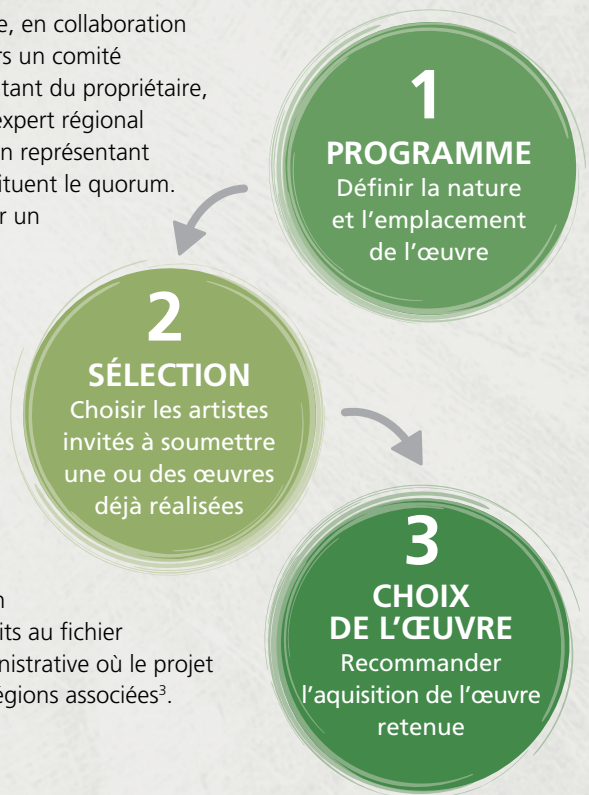 e, en collaboration
rs un comité
tant du propriétaire,
expert régional
n représentant
ituent le quorum.
r un
1
PROGRAMME
Définir la nature
et l'emplacement
de l'œuvre
2
SÉLECTION
Choisir les artistes
invités à soumettre
une ou des œuvres
déjà réalisées
3
CHOIX
DE L'ŒUVRE
Recommander
l'aquisition de l'œuvre
retenue
n
its au fichier
inistrative où le projet
égions associées³.